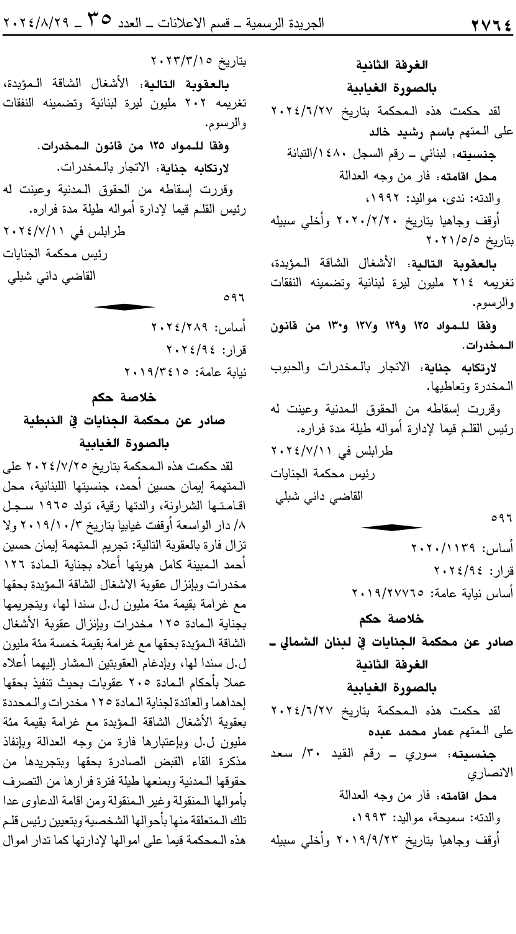 ٢٧٦٤
الجريدة الرسمية – قسم الاعلانات – العدد ٣٥ – ٢٠٢٤/٨/٢٩
الغرفة الثانية
بالصورة الغيابية
لقد حكمت هذه المحكمة بتاريخ ٢٠٢٤/٦/٢٧
على المتهم باسم رشيد خالد
جنسيته: لبناني – رقم السجل ١٤٨٠/التبانة
محل اقامته: فار من وجه العدالة
والدته: ندى، مواليد: ١٩٩٢،
أوقف وجاهيا بتاريخ ٢٠٢٠/٢/٢٠ وأخلي سبيله
بتاريخ ٢٠٢١/٥/٥
بالعقوبة التالية: الأشغال الشاقة المؤبدة،
تغريمه ٢١٤ مليون ليرة لبنانية وتضمينه النفقات
والرسوم.
وفقا للمواد ١٢٥ و١٢٩ و١٢٧ و١٣٠ من قانون
المخدرات.
لارتكابه جناية: الاتجار بالمخدرات والحبوب
المخدرة وتعاطيها.
وقررت إسقاطه من الحقوق المدنية وعينت له
رئيس القلم قيما لإدارة أمواله طيلة مدة فراره.
طرابلس في ٢٠٢٤/٧/١١
رئيس محكمة الجنايات
القاضي داني شبلي
٥٩٦
أساس: ٢٠٢٠/١١٣٩
قرار: ٢٠٢٤/٩٤
أساس نيابة عامة: ٢٠١٩/٢٧٧٦٥
خلاصة حكم
صادر عن محكمة الجنايات في لبنان الشمالي –
الغرفة الثانية
بالصورة الغيابية
لقد حكمت هذه المحكمة بتاريخ ٢٠٢٤/٦/٢٧
على المتهم عمار محمد عبده
جنسيته: سوري – رقم القيد ٣٠/ سعد
الانصاري
محل اقامته: فار من وجه العدالة
والدته: سميحة، مواليد: ١٩٩٣،
أوقف وجاهيا بتاريخ ٢٠١٩/٩/٢٣ وأخلي سبيله
بتاريخ ٢٠٢٣/٣/١٥
بالعقوبة التالية: الأشغال الشاقة المؤبدة،
تغريمه ٢٠٢ مليون ليرة لبنانية وتضمينه النفقات
والرسوم.
وفقا للمواد ١٢٥ من قانون المخدرات.
لارتكابه جناية: الاتجار بالمخدرات.
وقررت إسقاطه من الحقوق المدنية وعينت له
رئيس القلم قيما لإدارة أمواله طيلة مدة فراره.
طرابلس في ٢٠٢٤/٧/١١
رئيس محكمة الجنايات
القاضي داني شبلي
٥٩٦
أساس: ٢٠٢٤/٢٨٩
قرار: ٢٠٢٤/٩٤
نيابة عامة: ٢٠١٩/٣٤١٥
خلاصة حكم
صادر عن محكمة الجنايات في النبطية
بالصورة الغيابية
لقد حكمت هذه المحكمة بتاريخ ٢٠٢٤/٧/٢٥ على
المتهمة إيمان حسين أحمد، جنسيتها اللبنانية، محل
اقامتها الشراونة، والدتها رقية، تولد ١٩٦٥ سجل
٨/ دار الواسعة أوقفت غيابيا بتاريخ ٢٠١٩/١٠/٣ ولا
تزال فارة بالعقوبة التالية: تجريم المتهمة إيمان حسين
أحمد المبينة كامل هويتها أعلاه بجناية المادة ١٢٦
مخدرات وبإنزال عقوبة الاشغال الشاقة المؤبدة بحقها
مع غرامة بقيمة مئة مليون ل.ل سندا لها، وبتجريمها
بجناية المادة ١٢٥ مخدرات وبإنزال عقوبة الأشغال
الشاقة المؤبدة بحقها مع غرامة بقيمة خمسة مئة مليون
ل.ل سندا لها، وبإدغام العقوبتين المشار إليهما أعلاه
عملا بأحكام المادة ٢٠٥ عقوبات بحيث تنفيذ بحقها
إحداهما والعائدة لجناية المادة ١٢٥ مخدرات والمحددة
بعقوبة الأشغال الشاقة المؤبدة مع غرامة بقيمة مئة
مليون ل.ل وبإعتبارها فارة من وجه العدالة وبإنفاذ
مذكرة القاء القبض الصادرة بحقها وبتجريدها من
حقوقها المدنية وبمنعها طيلة فترة فرارها من التصرف
بأموالها المنقولة وغير المنقولة ومن اقامة الدعاوى عدا
تلك المتعلقة منها بأحوالها الشخصية وبتعيين رئيس قلم
هذه المحكمة قيما على اموالها لإدارتها كما تدار اموال